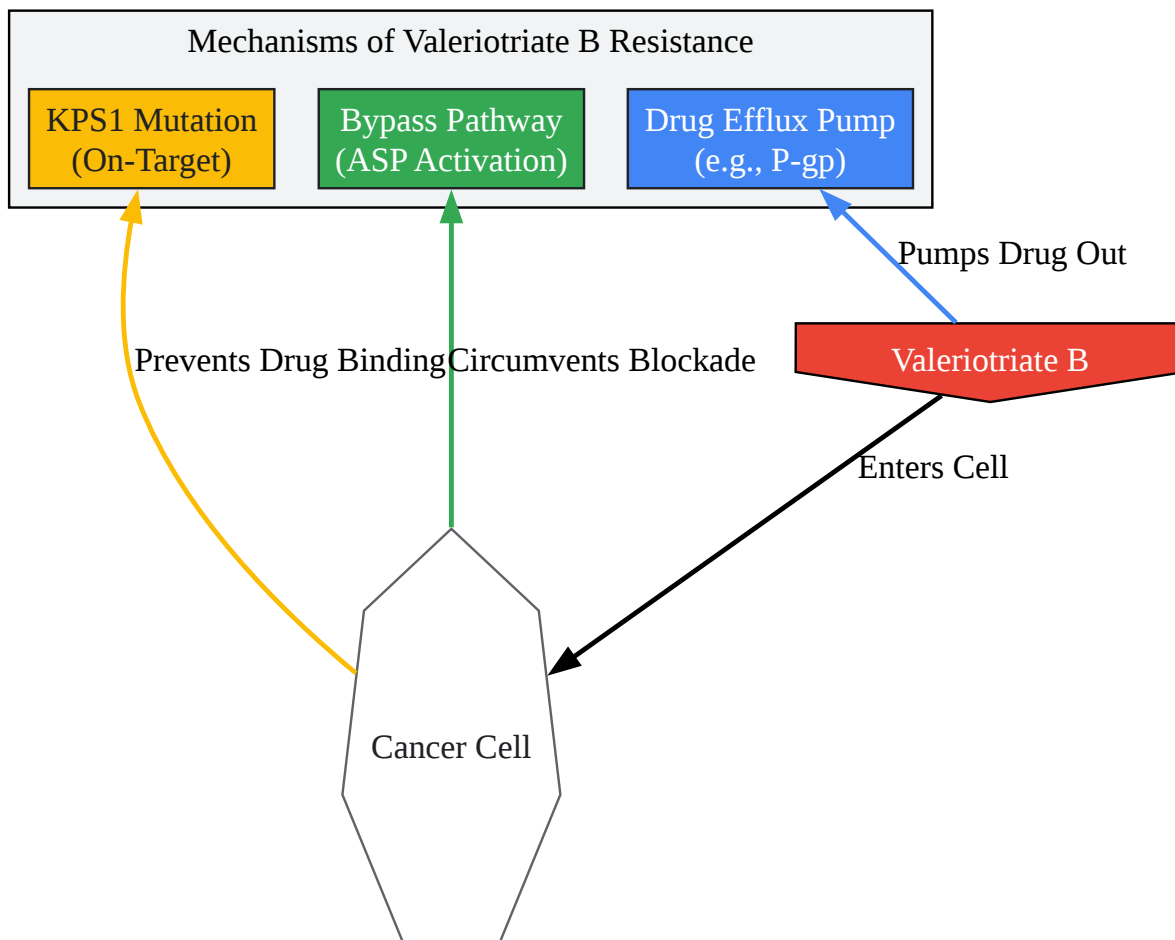 Mechanisms of Valeriotriate B Resistance
KPS1 Mutation
(On-Target)
Bypass Pathway
(ASP Activation)
Drug Efflux Pump
(e.g., P-gp)
Pumps Drug Out
Prevents Drug Binding
Circumvents Blockade
Valeriotriate B
Enters Cell
Cancer Cell